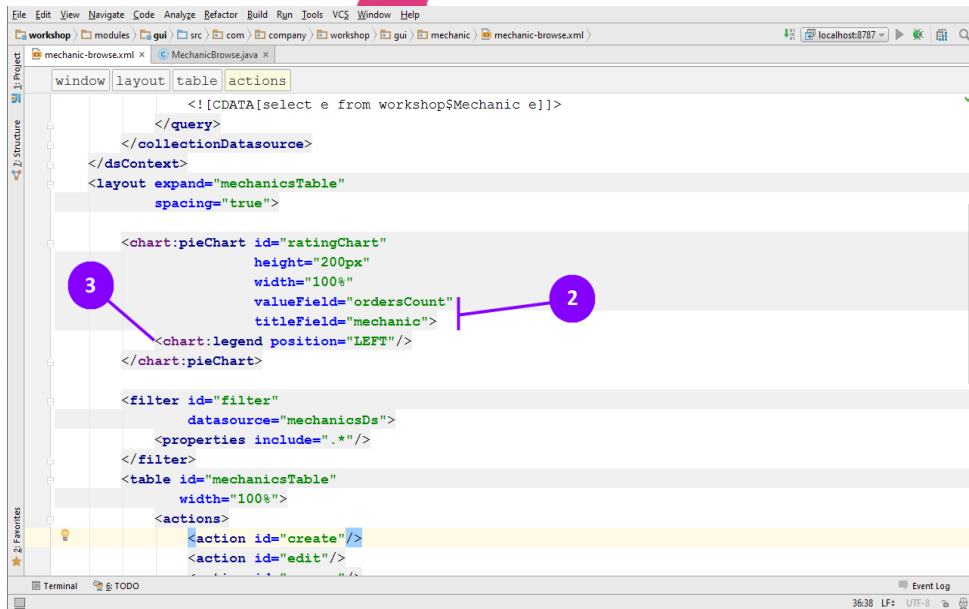 File Edit View Navigate Code Analyze Refactor Build Run Tools VCS Window Help
workshop modules gui src com company workshop gui mechanic mechanic-browse.xml localhost:8787
mechanic-browse.xml × C MechanicBrowse.java ×
1: Project
7: Structure
2: Favorites
window layout table actions
<![CDATA[select e from workshop$Mechanic e]]>
</query>
</collectionDatasource>
</dsContext>
<layout expand="mechanicsTable"
spacing="true">
<chart:pieChart id="ratingChart"
height="200px"
width="100%"
valueField="ordersCount"
titleField="mechanic">
<chart:legend position="LEFT"/>
</chart:pieChart>
3
2
<filter id="filter"
datasource="mechanicsDs">
<properties include=".*"/>
</filter>
<table id="mechanicsTable"
width="100%">
<actions>
<action id="create"/>
<action id="edit"/>
Terminal 6: TODO Event Log
36:38 LF÷ UTF-8